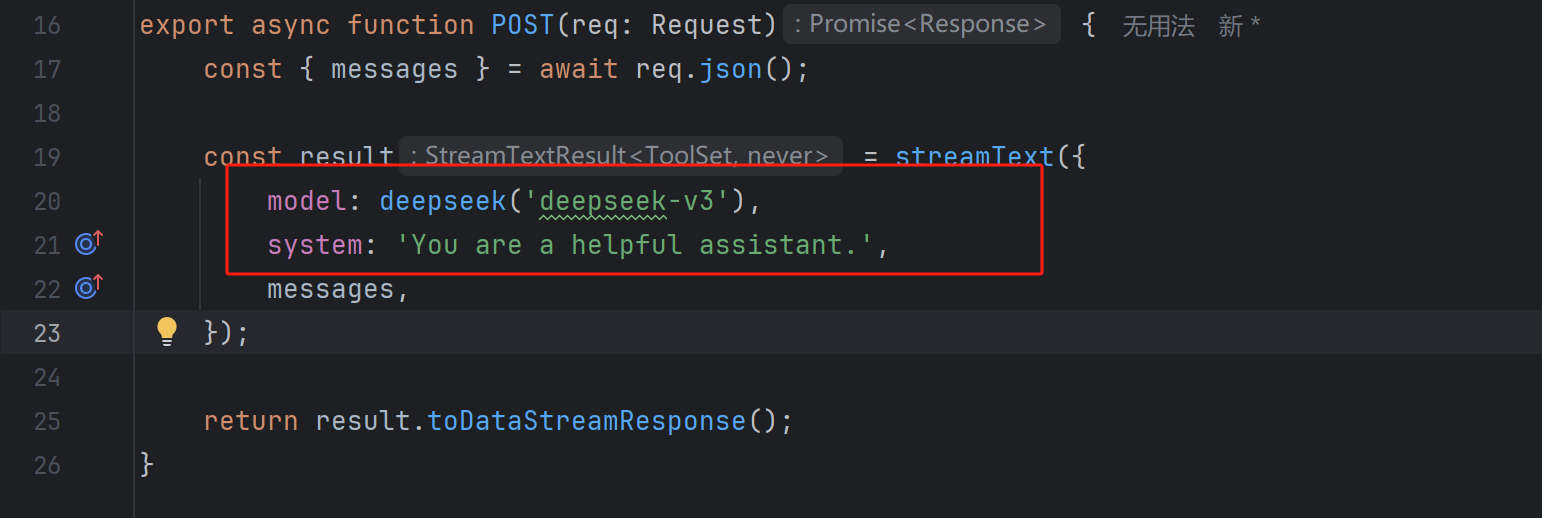 16 export async function POST(req: Request) : Promise<Response> { 无用法 新 *
17 const { messages } = await req.json();
18
19 const result : StreamTextResult<ToolSet, never> = streamText({
20 model: deepseek('deepseek-v3'),
21 system: 'You are a helpful assistant.',
22 messages,
23 });
24
25 return result.toDataStreamResponse();
26 }